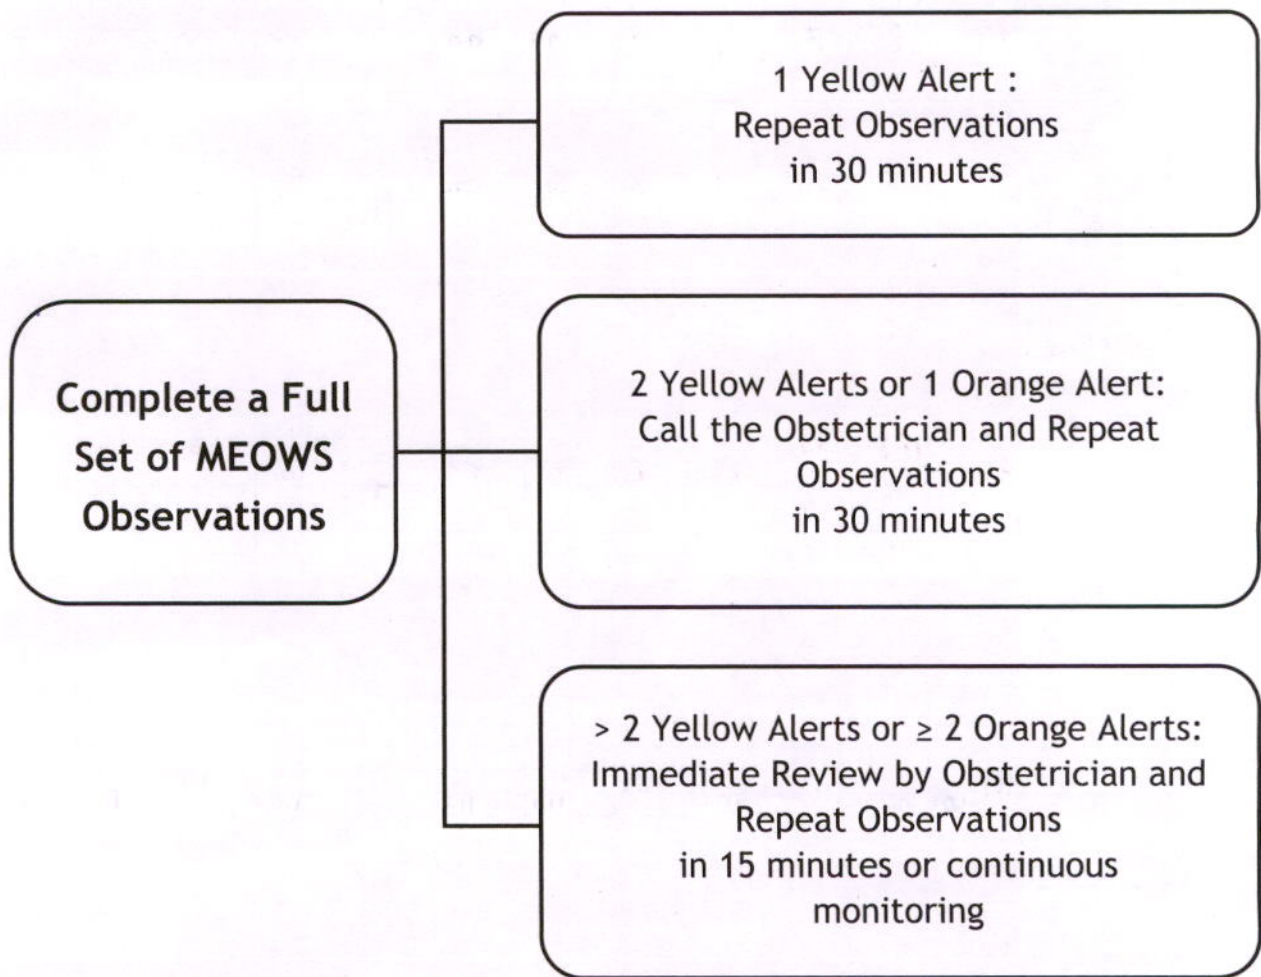 1 Yellow Alert :
Repeat Observations
in 30 minutes
Complete a Full
Set of MEOWS
Observations
2 Yellow Alerts or 1 Orange Alert:
Call the Obstetrician and Repeat
Observations
in 30 minutes
> 2 Yellow Alerts or ≥ 2 Orange Alerts:
Immediate Review by Obstetrician and
Repeat Observations
in 15 minutes or continuous
monitoring